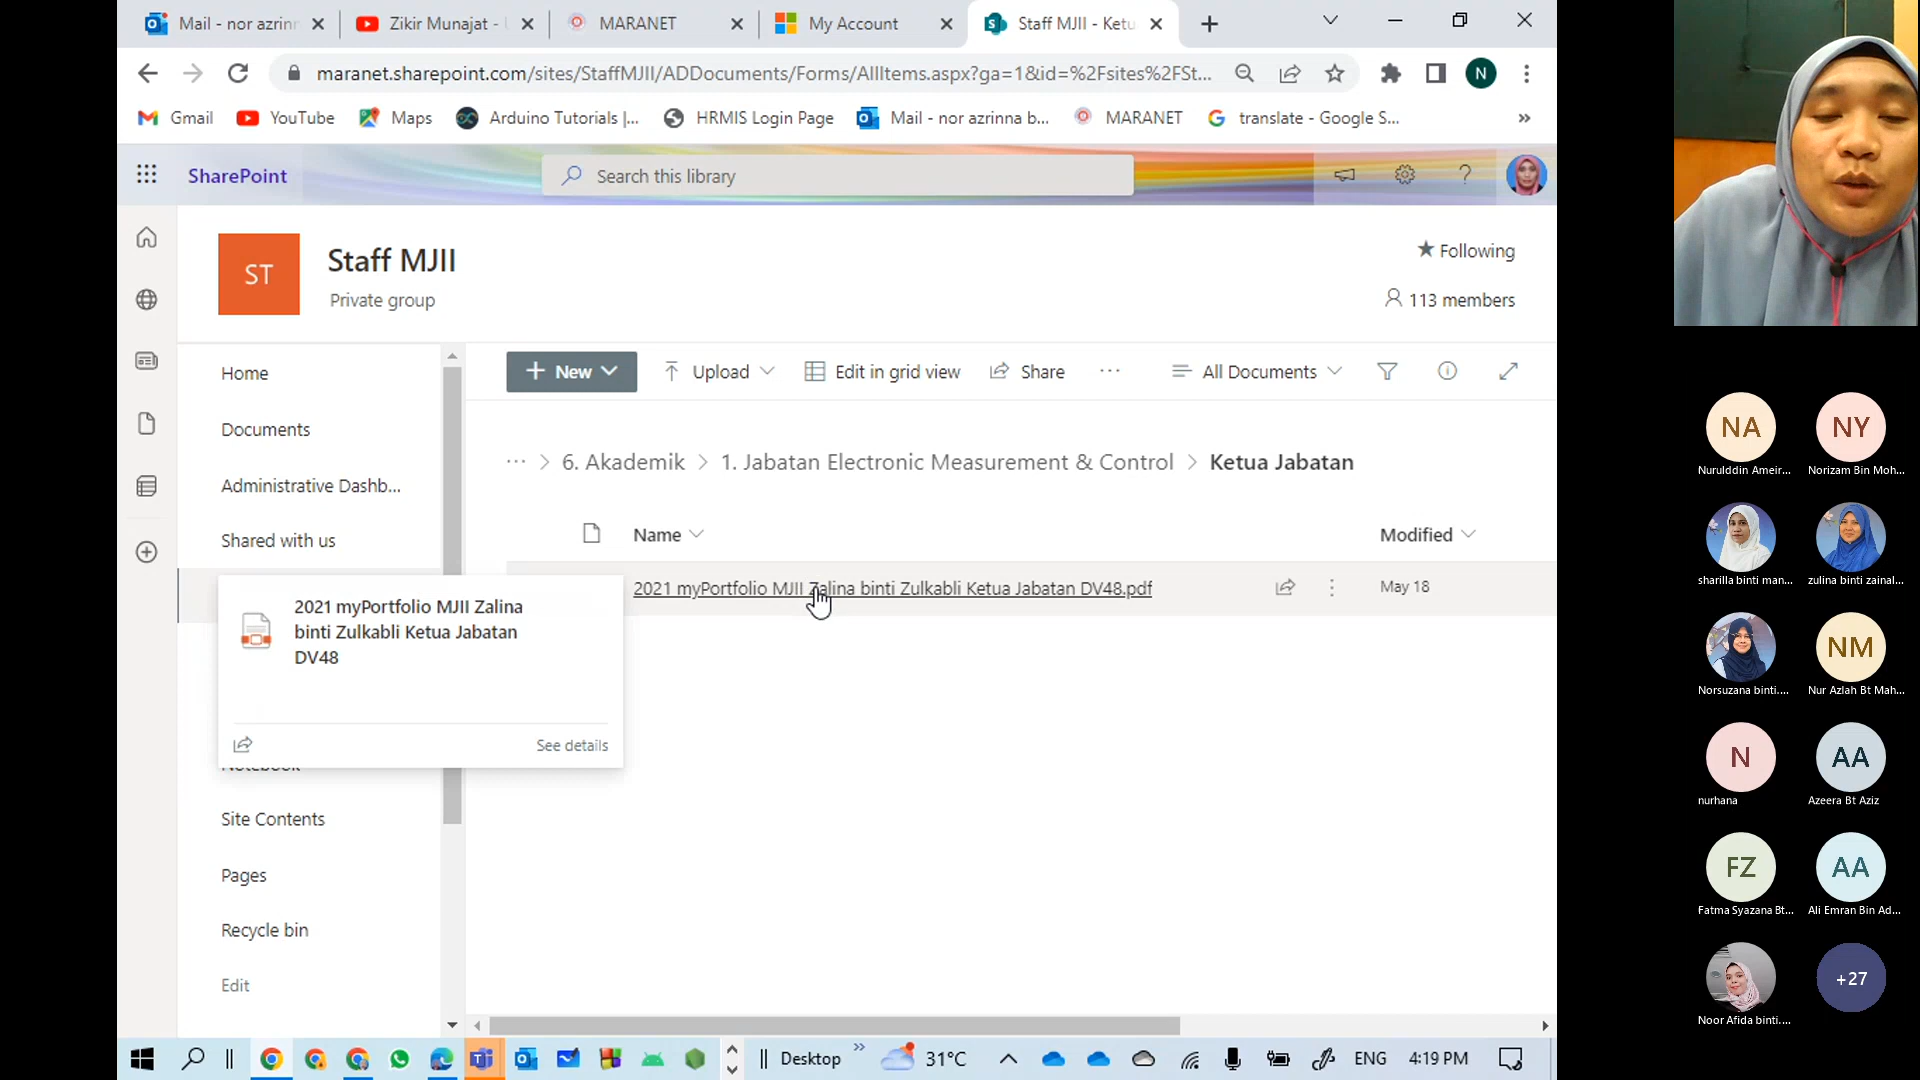 Mail - nor azrinn
Zikir Munajat -
MARANET
My Account
Staff MJII - Ketu
maranet.sharepoint.com/sites/StaffMJII/ADDocuments/Forms/AllItems.aspx?ga=1&id=%2Fsites%2FSt...
N
Gmail
YouTube
Maps
Arduino Tutorials |...
HRMIS Login Page
Mail - nor azrinna b...
MARANET
translate - Google S...
»
SharePoint
Search this library
?
ST
Staff MJII
Private group
Following
113 members
Home
Documents
Administrative Dashb...
Shared with us
Notebook
Site Contents
Pages
Recycle bin
Edit
+ New
Upload
Edit in grid view
Share
...
All Documents
... > 6. Akademik > 1. Jabatan Electronic Measurement & Control > Ketua Jabatan
Name
Modified
2021 myPortfolio MJII Zalina binti Zulkabli Ketua Jabatan DV48.pdf
May 18
2021 myPortfolio MJII Zalina
binti Zulkabli Ketua Jabatan
DV48
See details
Desktop
»
31°C
ENG
4:19 PM
NA
Nurulddin Ameir...
NY
Norizam Bin Moh...
sharilla binti man...
zulina binti zainal...
Norsuzana binti....
NM
Nur Azlah Bt Mah...
N
nurhana
AA
Azeera Bt Aziz
FZ
Fatma Syazana Bt...
AA
Ali Emran Bin Ad...
Noor Afida binti....
+27